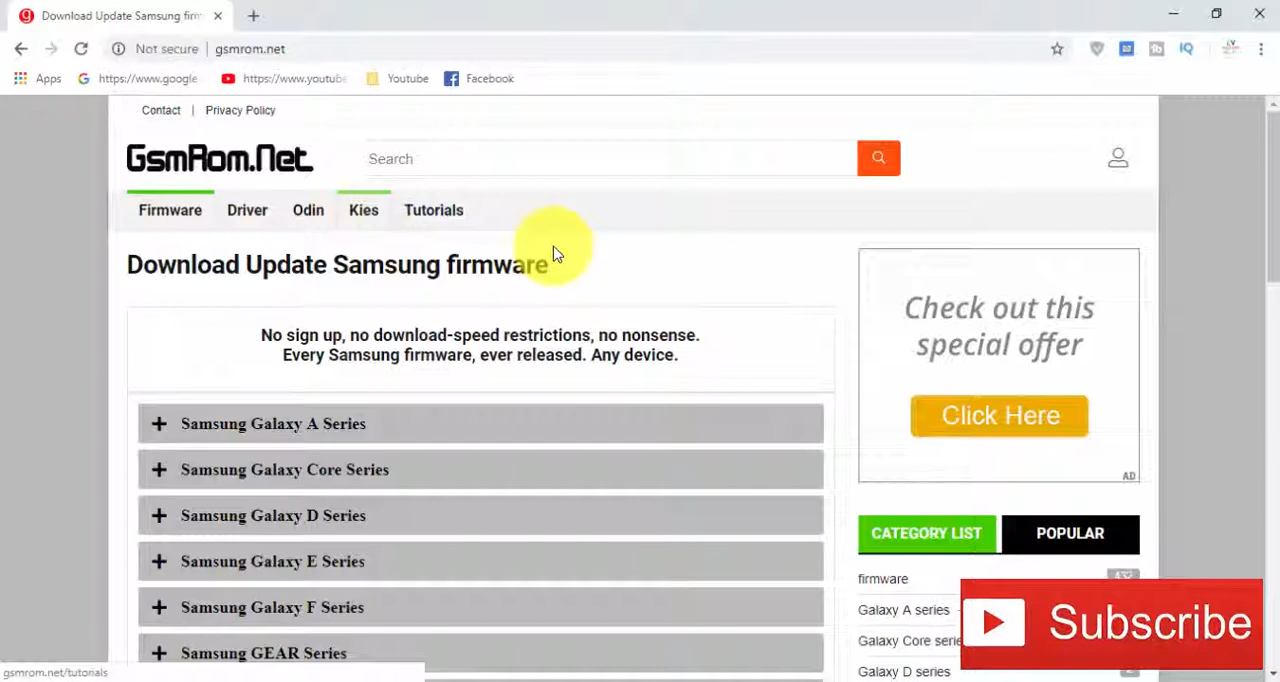 Download Update Samsung firm
Not secure | gsmrom.net
Apps
https://www.google
https://www.youtube
Youtube
Facebook
Contact | Privacy Policy
GsmRom.Net
Search
Firmware
Driver
Odin
Kies
Tutorials
Download Update Samsung firmware
No sign up, no download-speed restrictions, no nonsense.
Every Samsung firmware, ever released. Any device.
Check out this
special offer
Click Here
AD
+ Samsung Galaxy A Series
+ Samsung Galaxy Core Series
+ Samsung Galaxy D Series
+ Samsung Galaxy E Series
+ Samsung Galaxy F Series
+ Samsung GEAR Series
CATEGORY LIST
POPULAR
firmware
Galaxy A series
Galaxy Core serie
Galaxy D series
Subscribe
gsmrom.net/tutorials